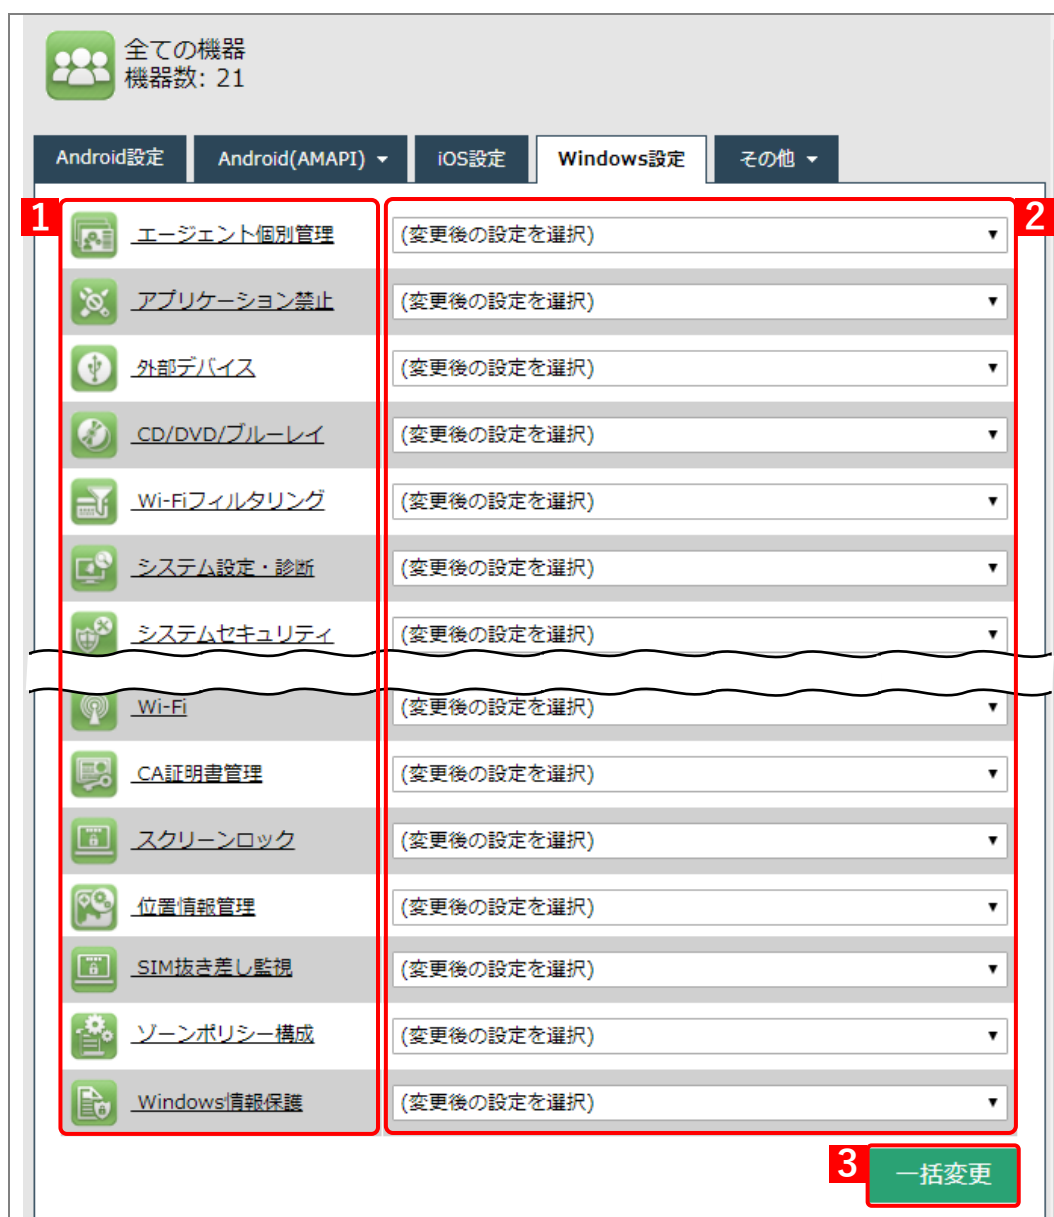 全ての機器
機器数: 21
Android設定 Android(AMAPI) ▼ iOS設定 Windows設定 その他 ▼
1 2
エージェント個別管理 (変更後の設定を選択) ▼
アプリケーション禁止 (変更後の設定を選択) ▼
外部デバイス (変更後の設定を選択) ▼
CD/DVD/ブルーレイ (変更後の設定を選択) ▼
Wi-Fiフィルタリング (変更後の設定を選択) ▼
システム設定・診断 (変更後の設定を選択) ▼
システムセキュリティ (変更後の設定を選択) ▼
Wi-Fi (変更後の設定を選択) ▼
CA証明書管理 (変更後の設定を選択) ▼
スクリーンロック (変更後の設定を選択) ▼
位置情報管理 (変更後の設定を選択) ▼
SIM抜き差し監視 (変更後の設定を選択) ▼
ゾーンポリシー構成 (変更後の設定を選択) ▼
Windows情報保護 (変更後の設定を選択) ▼
3 一括変更